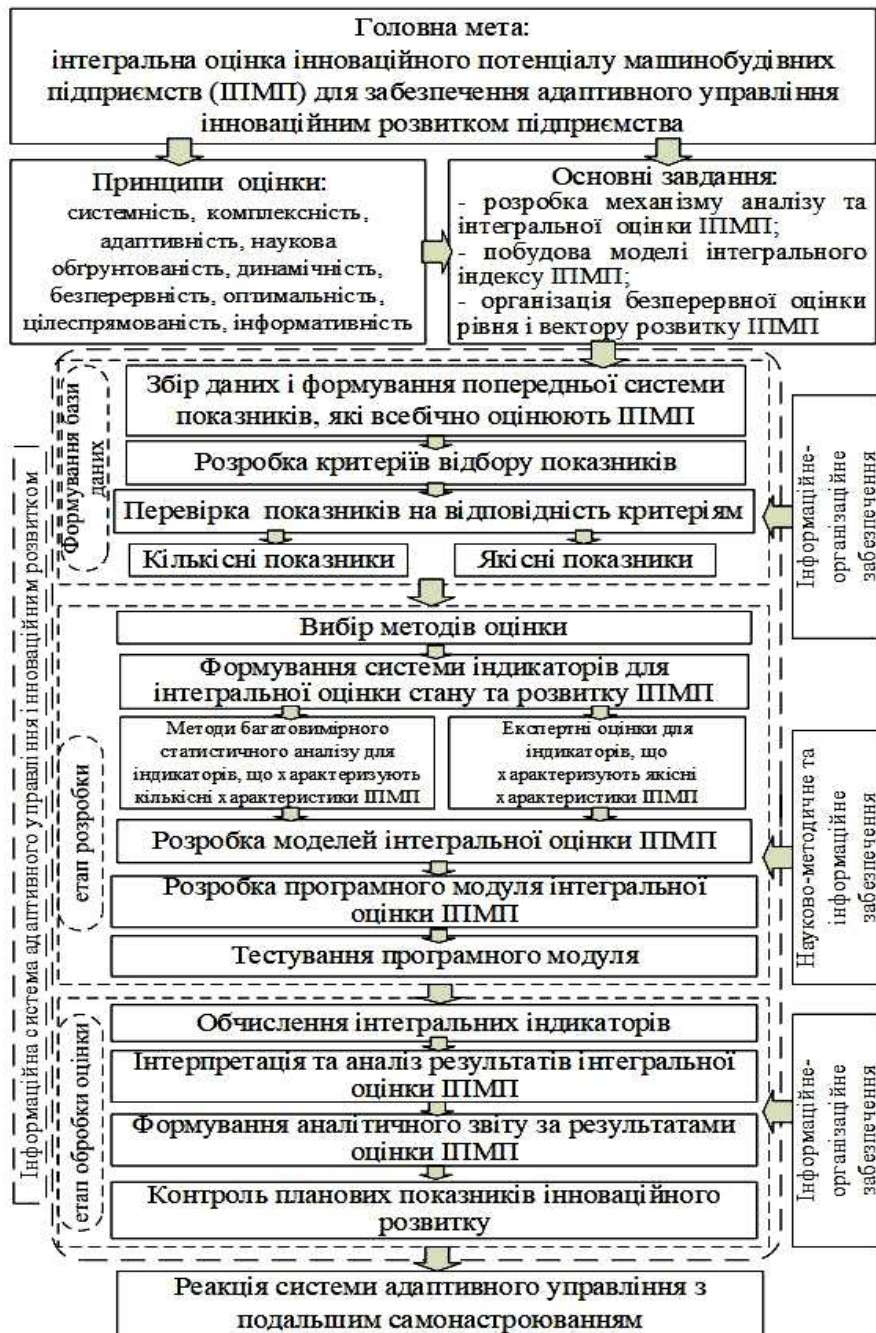 Головна мета:
інтегральна оцінка інноваційного потенціалу машинобудівних
підприємств (ІПМП) для забезпечення адаптивного управління
інноваційним розвитком підприємства
Принципи оцінки:
системність, комплексність,
адаптивність, наукова
обґрунтованість, динамічність,
безперервність, оптимальність,
цілеспрямованість, інформативність
Основні завдання:
- розробка механізму аналізу та
інтегральної оцінки ІПМП;
- побудова моделі інтегрального
індексу ІПМП;
- організація безперервної оцінки
рівня і вектору розвитку ІПМП
Інформаційна система адаптивного управління і інноваційним розвитком
Формування бази
даних
Збір даних і формування попередньої системи
показників, які всебічно оцінюють ІПМП
Розробка критеріїв відбору показників
Перевірка показників на відповідність критеріям
Кількісні показники
Якісні показники
Інформаційне-
організаційне
забезпечення
етап розробки
Вибір методів оцінки
Формування системи індикаторів для
інтегральної оцінки стану та розвитку ІПМП
Методи багатовимірного
статистичного аналізу для
індикаторів, що характеризують
кількісні характеристики ІПМП
Експертні оцінки для
індикаторів, що
характеризують якісні
характеристики ІПМП
Розробка моделей інтегральної оцінки ІПМП
Розробка програмного модуля інтегральної
оцінки ІПМП
Тестування програмного модуля
Науково-методичне та
інформаційне
забезпечення
етап обробки оцінки
Обчислення інтегральних індикаторів
Інтерпретація та аналіз результатів інтегральної
оцінки ІПМП
Формування аналітичного звіту за результатами
оцінки ІПМП
Контроль планових показників інноваційного
розвитку
Інформаційне-
організаційне
забезпечення
Реакція системи адаптивного управління з
подальшим самонастроюванням